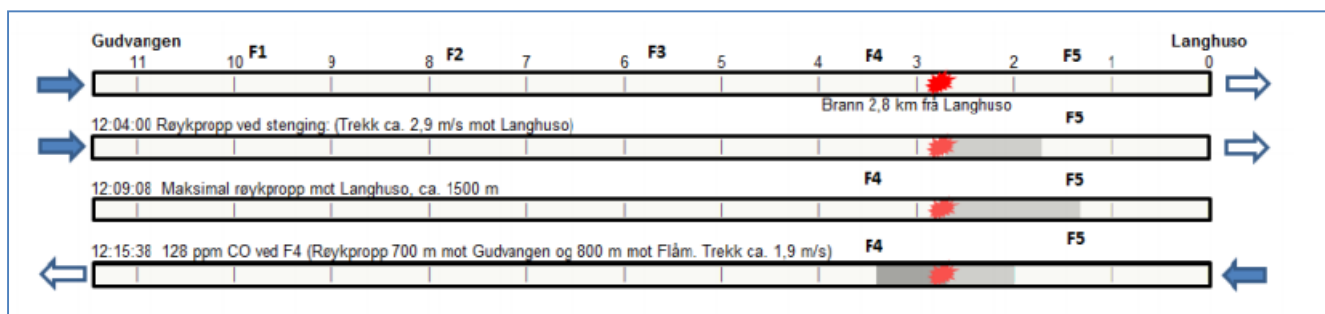 Gudvangen Langhuso
11 10 F1 9 8 F2 7 6 F3 5 4 F4 3 2 F5 1 0
Brann 2,8 km frå Langhuso
F5
12:04:00 Røykpropp ved stenging: (Trekk ca. 2,9 m/s mot Langhuso)
F4 F5
12:09:08 Maksimal røykpropp mot Langhuso, ca. 1500 m
F5
12:15:38 128 ppm CO ved F4 (Røykpropp 700 m mot Gudvangen og 800 m mot Flåm. Trekk ca. 1,9 m/s) F4